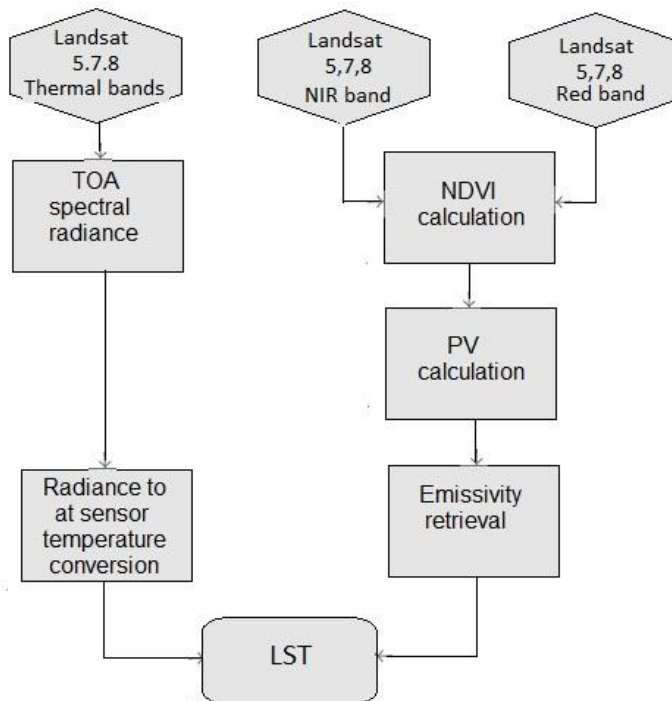 Landsat
5.7.8
Thermal bands
Landsat
5,7,8
NIR band
Landsat
5,7,8
Red band
TOA
spectral
radiance
NDVI
calculation
PV
calculation
Radiance to
at sensor
temperature
conversion
Emissivity
retrieval
LST